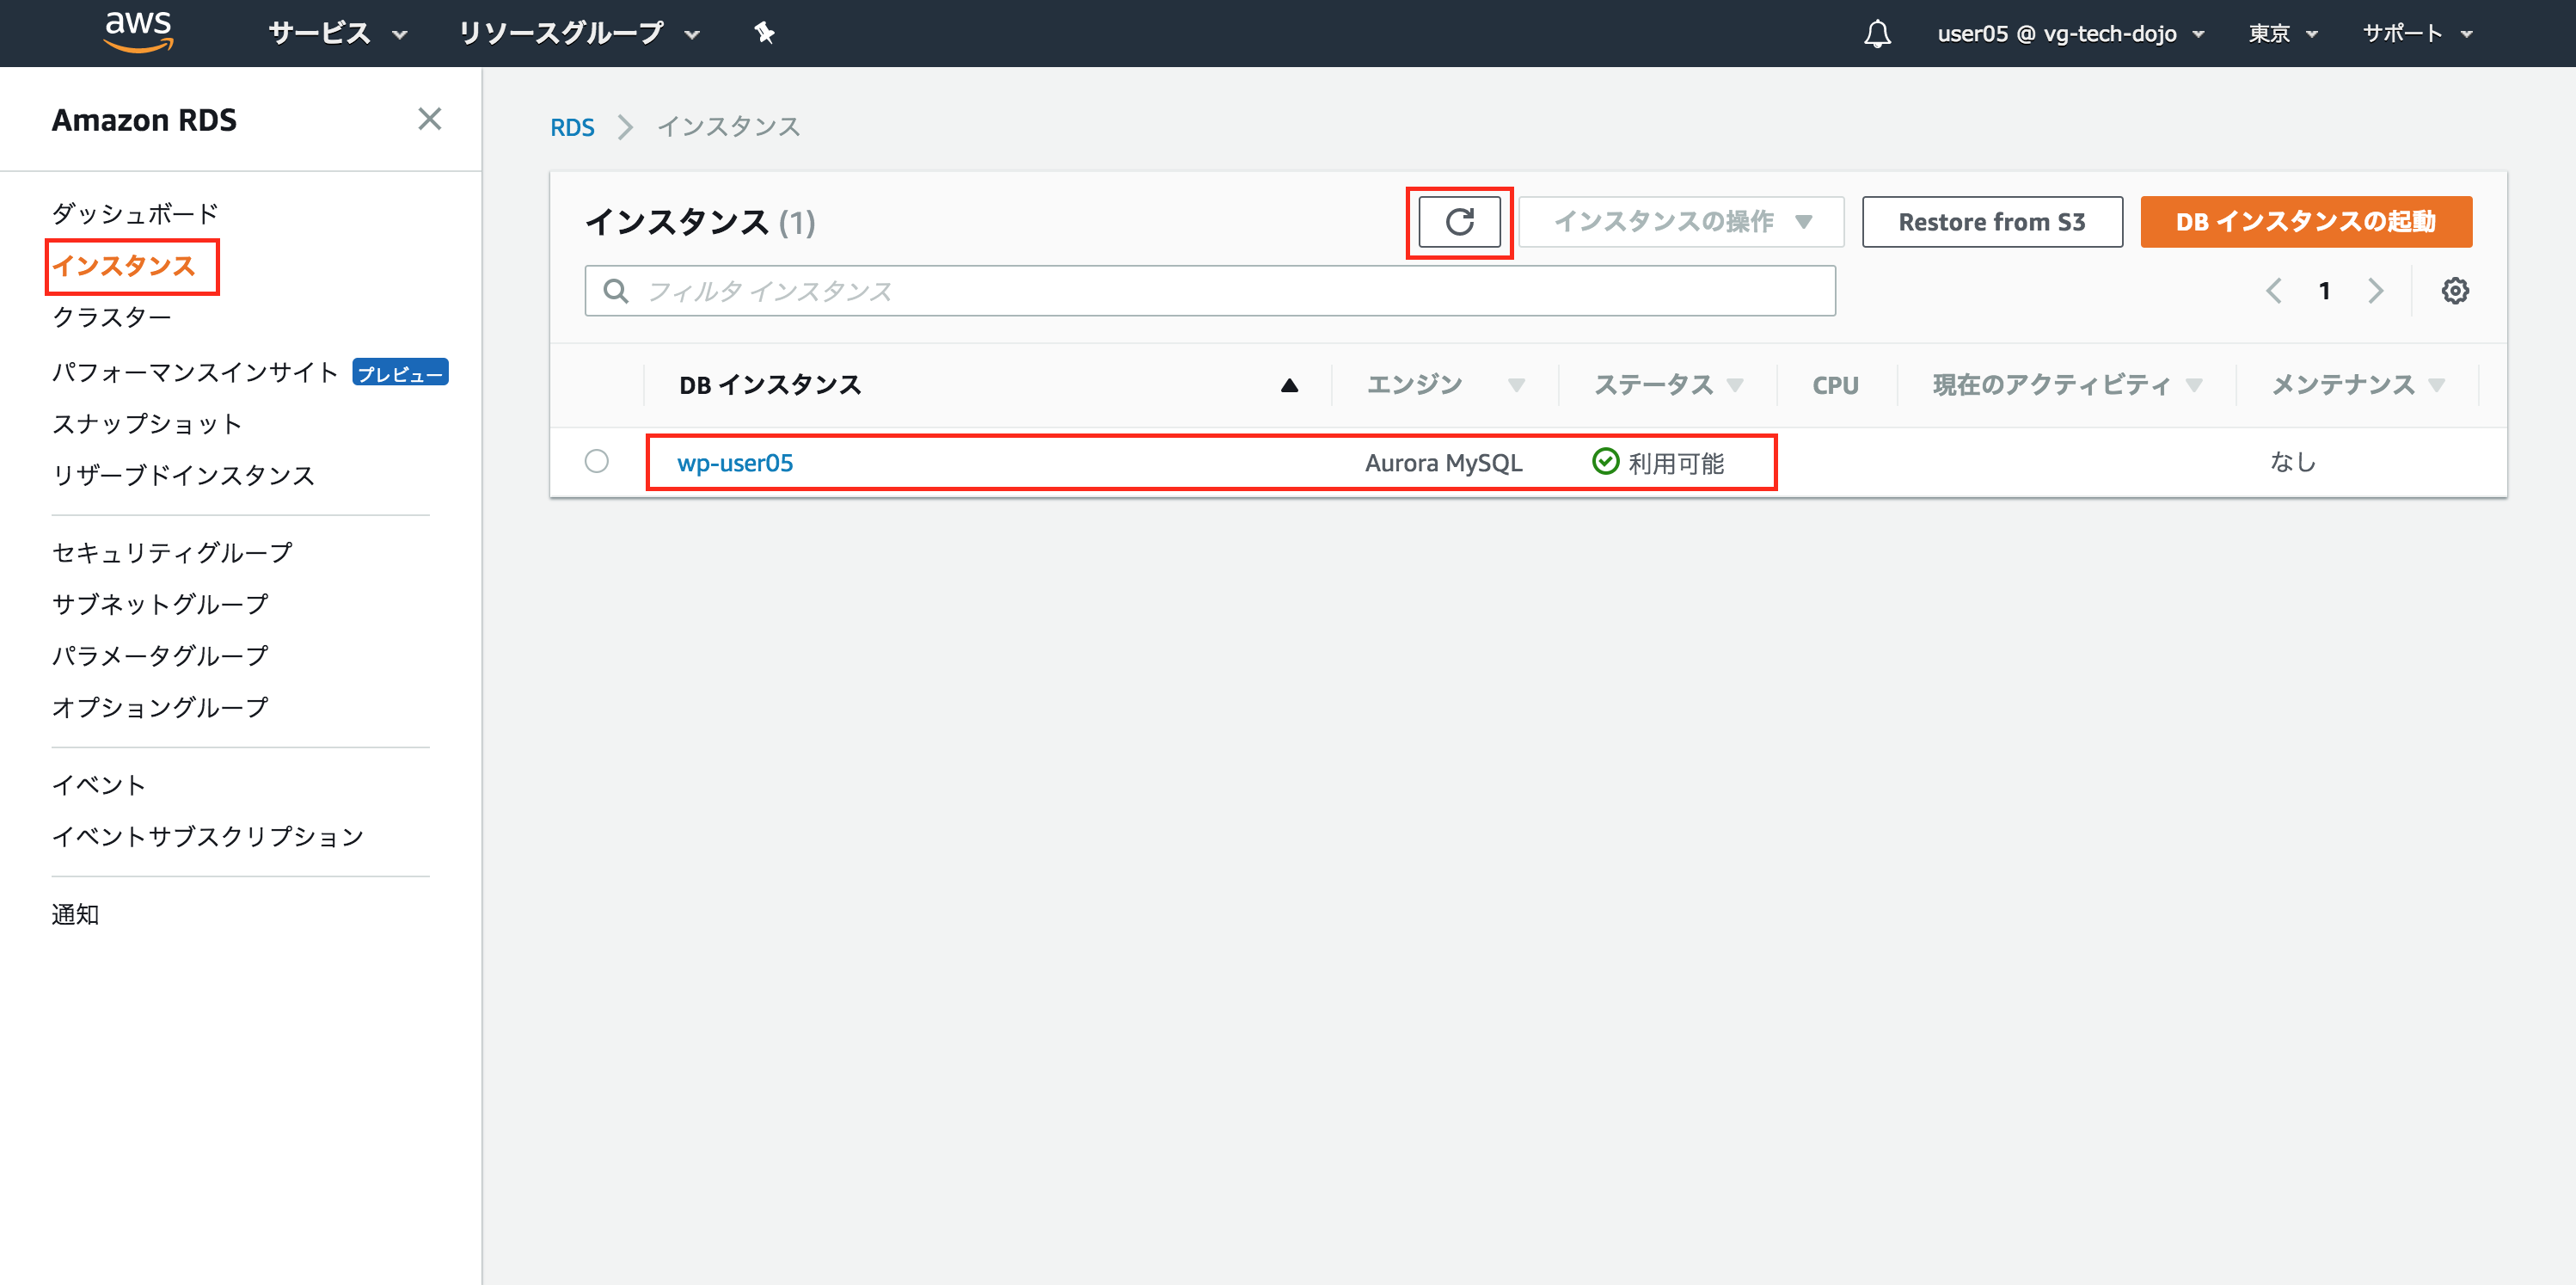 aws サービス リソースグループ user05 @ vg-tech-dojo 東京 サポート
Amazon RDS
ダッシュボード
インスタンス
クラスター
パフォーマンスインサイト プレビュー
スナップショット
リザーブドインスタンス
セキュリティグループ
サブネットグループ
パラメータグループ
オプショングループ
イベント
イベントサブスクリプション
通知
RDS インスタンス
インスタンス (1) インスタンスの操作 Restore from S3 DB インスタンスの起動
フィルタ インスタンス 1
DB インスタンス エンジン ステータス CPU 現在のアクティビティ メンテナンス
wp-user05 Aurora MySQL 利用可能 なし